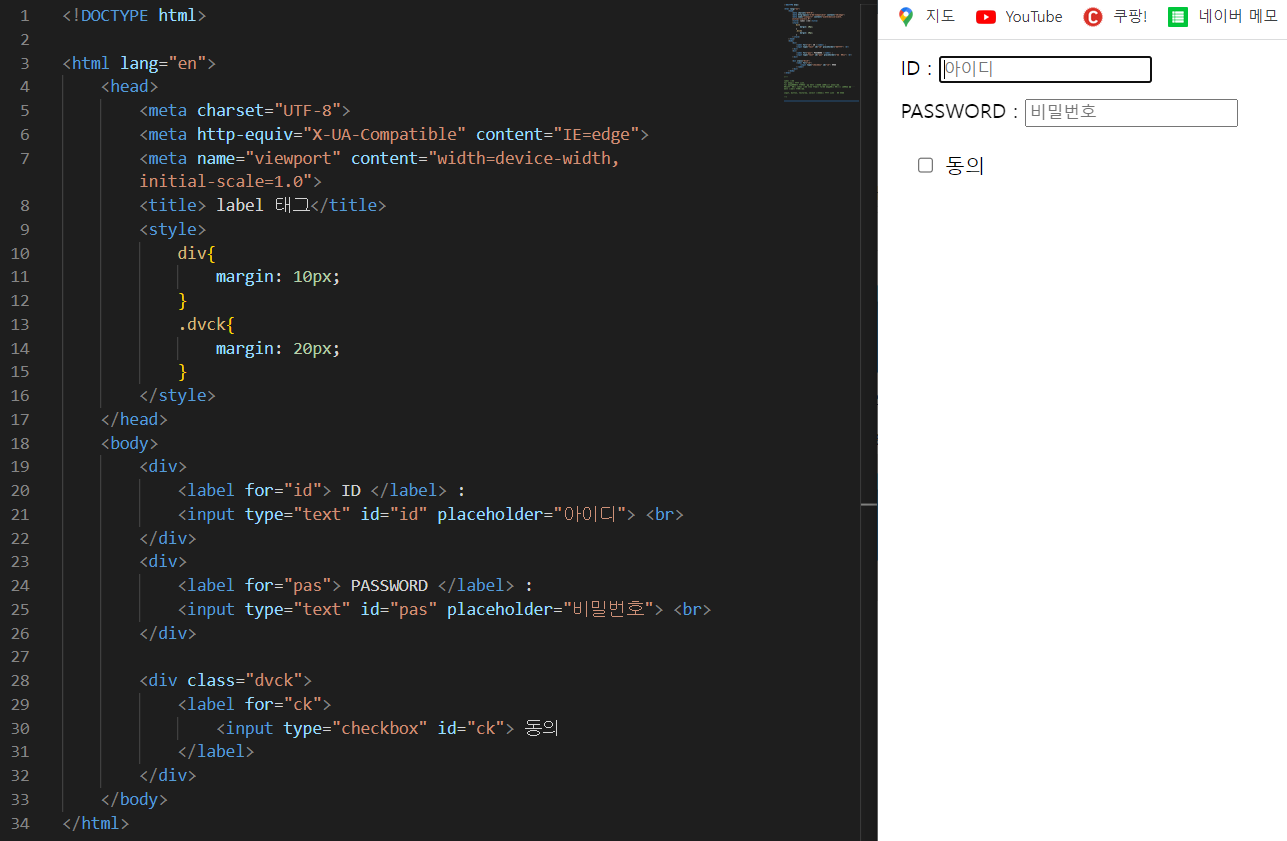 1 <!DOCTYPE html>
2
3 <html lang="en">
4 <head>
5 <meta charset="UTF-8">
6 <meta http-equiv="X-UA-Compatible" content="IE=edge">
7 <meta name="viewport" content="width=device-width,
initial-scale=1.0">
8 <title> label 태그</title>
9 <style>
10 div{
11 margin: 10px;
12 }
13 .dvck{
14 margin: 20px;
15 }
16 </style>
17 </head>
18 <body>
19 <div>
20 <label for="id"> ID </label> :
21 <input type="text" id="id" placeholder="아이디"> <br>
22 </div>
23 <div>
24 <label for="pas"> PASSWORD </label> :
25 <input type="text" id="pas" placeholder="비밀번호"> <br>
26 </div>
27
28 <div class="dvck">
29 <label for="ck">
30 <input type="checkbox" id="ck"> 동의
31 </label>
32 </div>
33 </body>
34 </html>
지도 YouTube C 쿠팡! 네이버 메모
ID : 아이디
PASSWORD : 비밀번호
동의